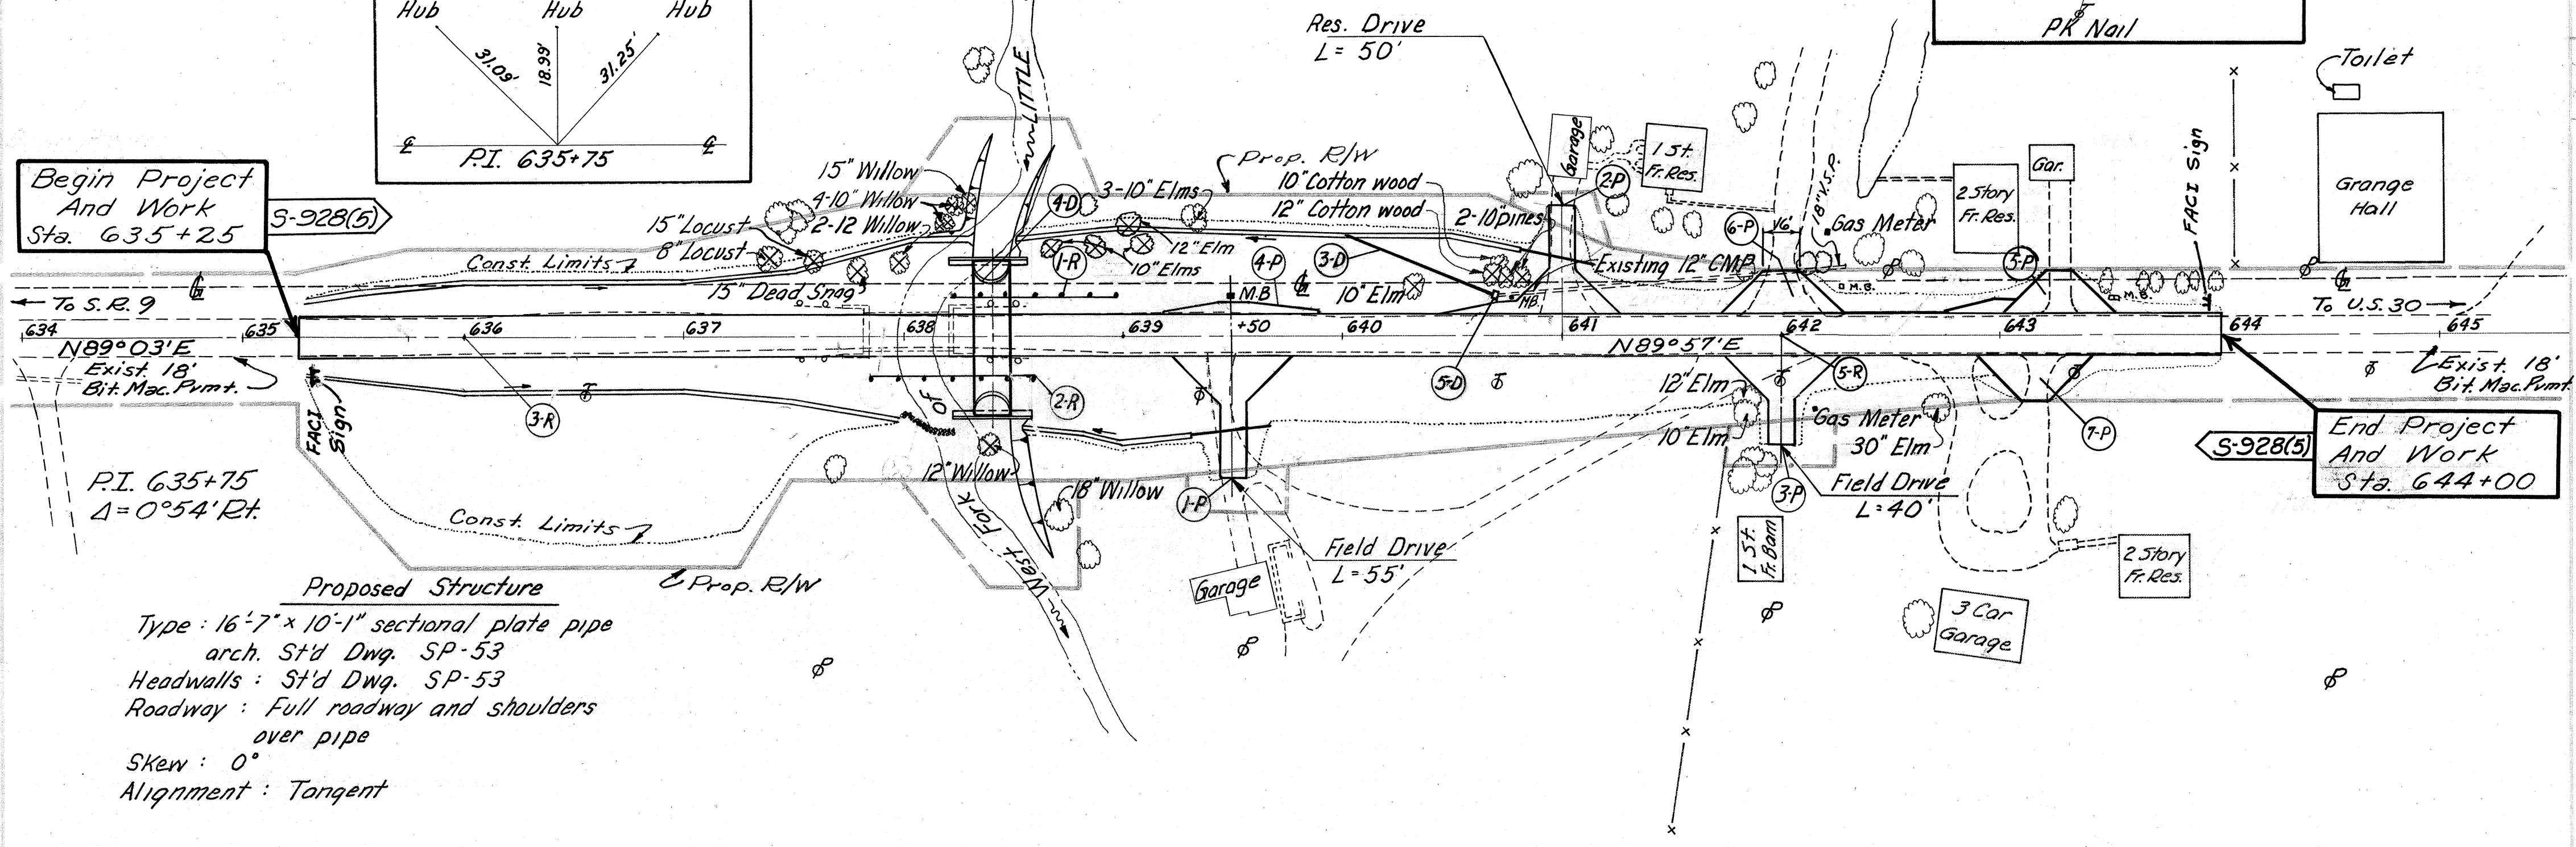 Hub Hub Hub
31.09' 18.99' 31.25'
P.I. 635+75
Res. Drive
L= 50'
PK Nail
Toilet
Begin Project
And Work
Sta. 635+25
S-928(5)
15" Willow
4-10" Willow
2-12 Willow
15" Locust
8" Locust
15" Dead Snag
Const. Limits
LITTLE
4-D
3-10" Elms
12" Elm
10" Elms
1-R
Prop. R/W
10" Cotton wood
12" Cotton wood
2-10" pines
Garage
1 St.
Fr. Res.
2-P
4-P
3-D
M.B.
10" Elm
M.B.
Existing 12" CMP
6-P
16'
18" V.S.P.
Gas Meter
M.B.
2 Story
Fr. Res.
Gar.
5-P
M.B.
FACI Sign
Grange
Hall
To S.R. 9
To U.S. 30
634 635 636 637 638 639 +50 640 641 642 643 644 645
N89°03'E
N89°57'E
Exist. 18'
Bit. Mac. Pvmt.
Exist. 18'
Bit. Mac. Pvmt.
FACI
Sign
3-R
2-R
5-D
5-R
12" Elm
10" Elm
Gas Meter
30" Elm
7-P
S-928(5)
End Project
And Work
Sta. 644+00
P.I. 635+75
Δ= 0°54' Rt.
Const. Limits
of
West Fork
12" Willow
18" Willow
1-P
3-P
Field Drive
L= 40'
Field Drive
L= 55'
Garage
1 St.
Fr. Barn
2 Story
Fr. Res.
3 Car
Garage
Prop. R/W
Proposed Structure
Type : 16'-7" x 10'-1" sectional plate pipe
arch. St'd Dwg. SP-53
Headwalls : St'd Dwg. SP-53
Roadway : Full roadway and shoulders
over pipe
Skew : 0°
Alignment : Tangent